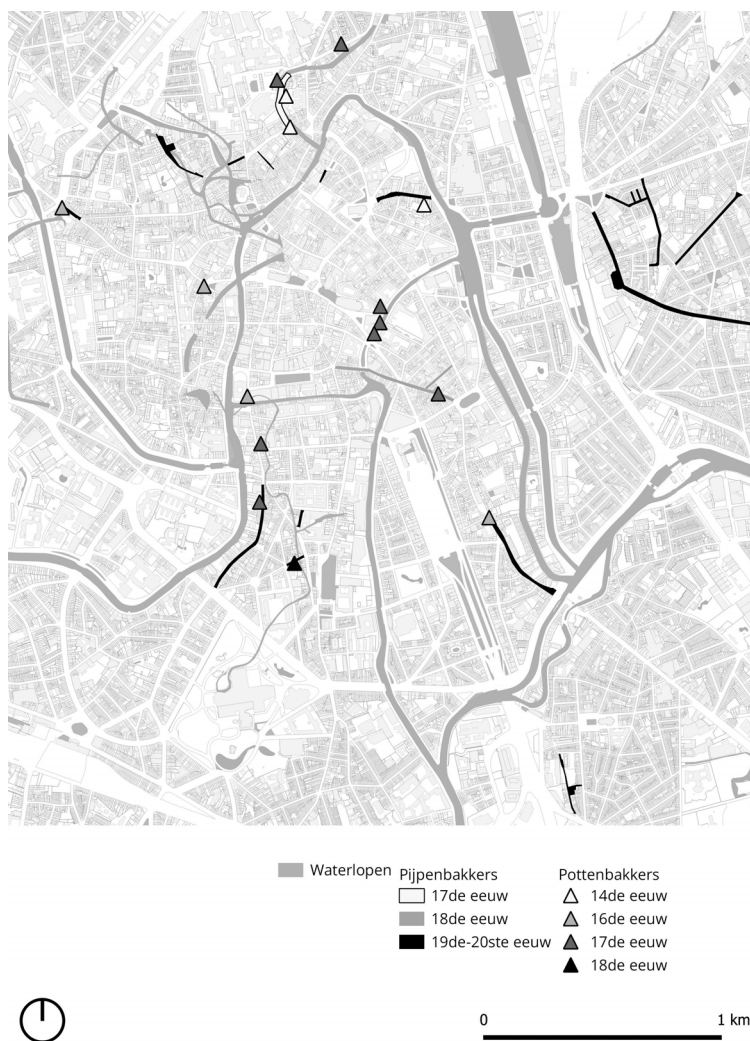 Waterlopen
Pijpenbakkers
17de eeuw
18de eeuw
19de-20ste eeuw
Pottenbakkers
14de eeuw
16de eeuw
17de eeuw
18de eeuw
0 1 km